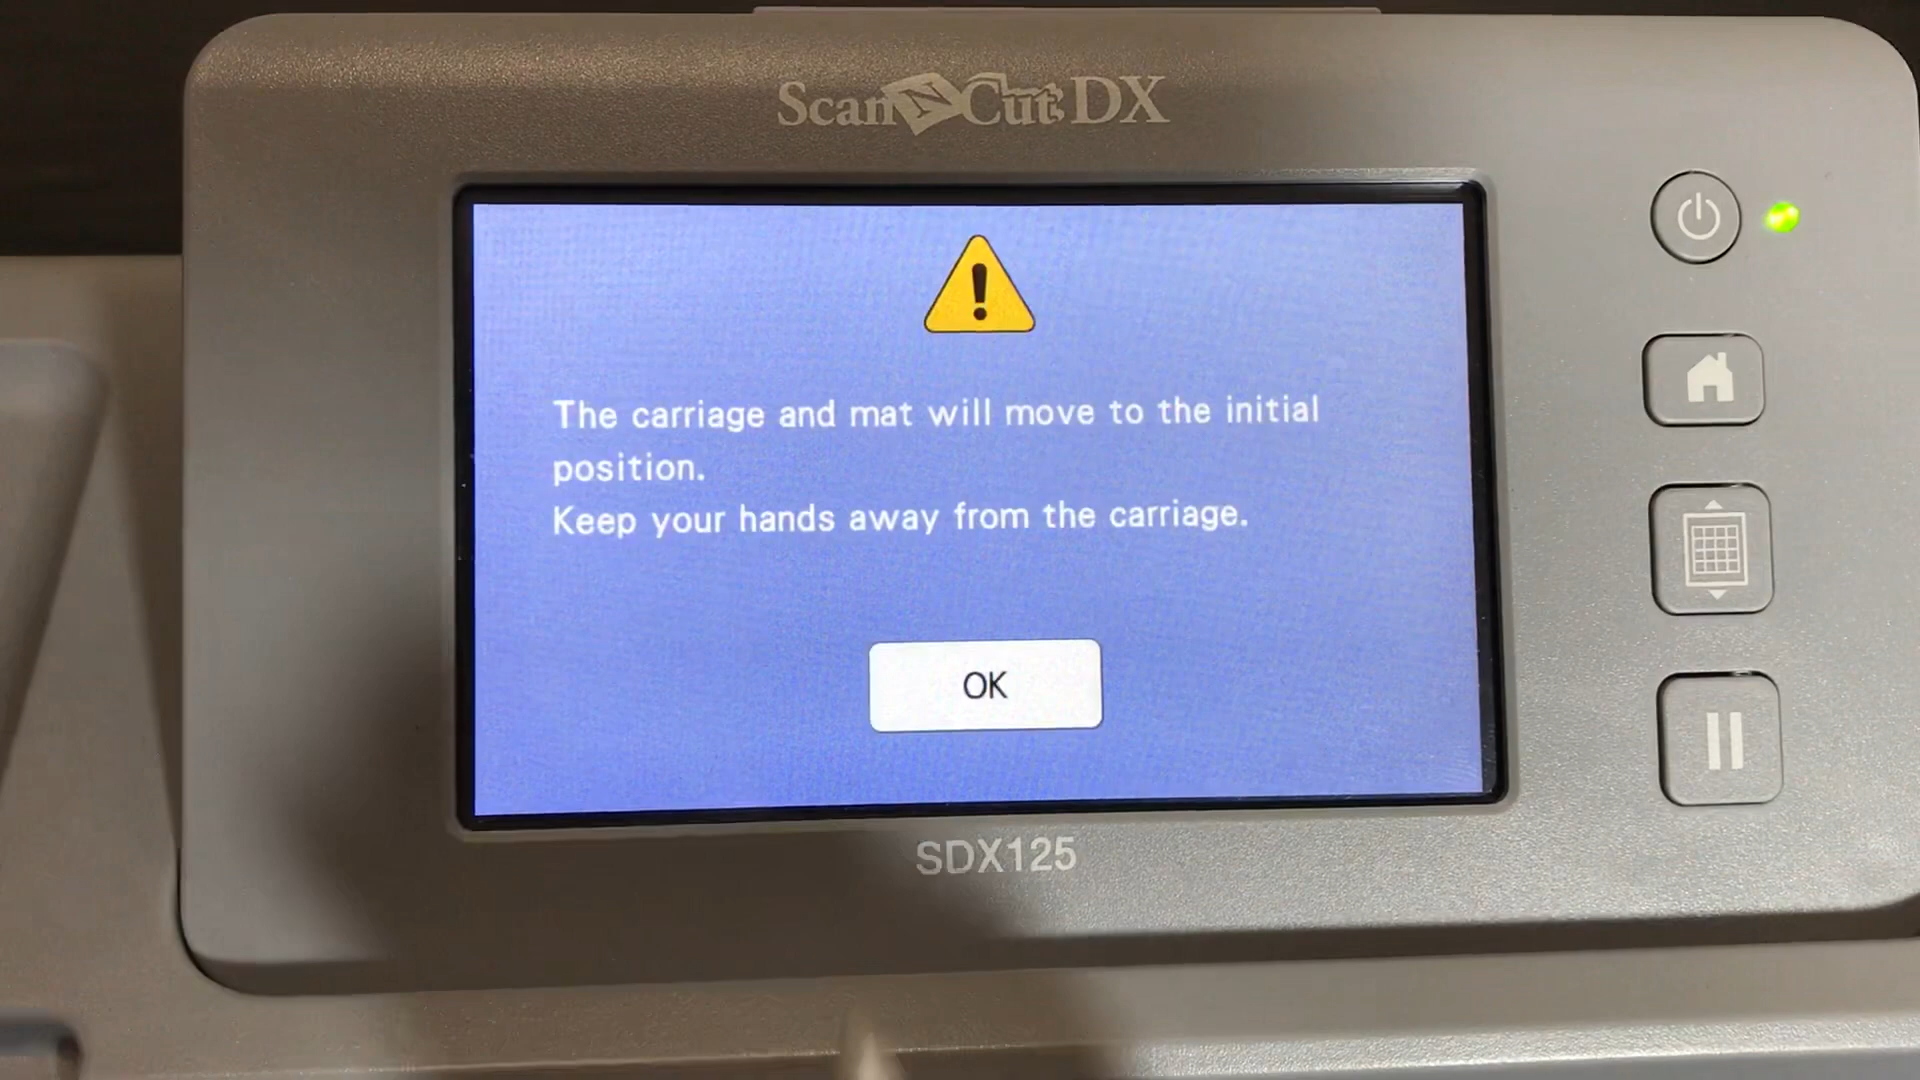 ScanNCut DX
The carriage and mat will move to the initial
position.
Keep your hands away from the carriage.
OK
SDX125